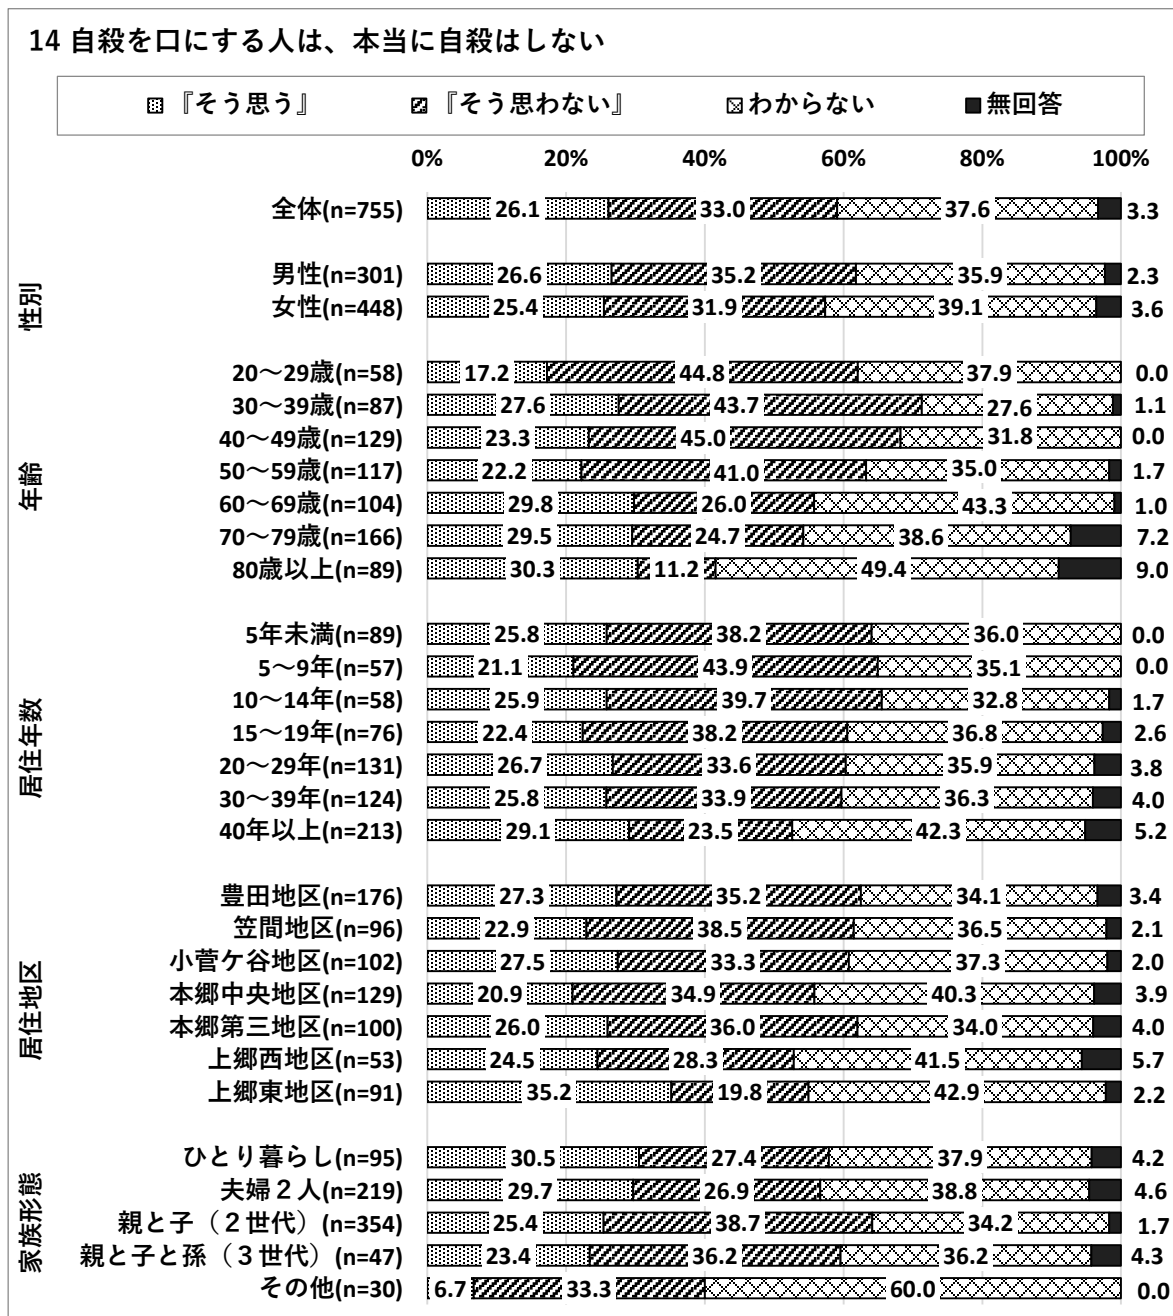 14 自殺を口にする人は、本当に自殺はしない
『そう思う』 『そう思わない』 わからない 無回答
0% 20% 40% 60% 80% 100%
全体(n=755) 26.1 33.0 37.6 3.3
性別
男性(n=301) 26.6 35.2 35.9 2.3
女性(n=448) 25.4 31.9 39.1 3.6
年齢
20～29歳(n=58) 17.2 44.8 37.9 0.0
30～39歳(n=87) 27.6 43.7 27.6 1.1
40～49歳(n=129) 23.3 45.0 31.8 0.0
50～59歳(n=117) 22.2 41.0 35.0 1.7
60～69歳(n=104) 29.8 26.0 43.3 1.0
70～79歳(n=166) 29.5 24.7 38.6 7.2
80歳以上(n=89) 30.3 11.2 49.4 9.0
居住年数
5年未満(n=89) 25.8 38.2 36.0 0.0
5～9年(n=57) 21.1 43.9 35.1 0.0
10～14年(n=58) 25.9 39.7 32.8 1.7
15～19年(n=76) 22.4 38.2 36.8 2.6
20～29年(n=131) 26.7 33.6 35.9 3.8
30～39年(n=124) 25.8 33.9 36.3 4.0
40年以上(n=213) 29.1 23.5 42.3 5.2
居住地区
豊田地区(n=176) 27.3 35.2 34.1 3.4
笠間地区(n=96) 22.9 38.5 36.5 2.1
小菅ケ谷地区(n=102) 27.5 33.3 37.3 2.0
本郷中央地区(n=129) 20.9 34.9 40.3 3.9
本郷第三地区(n=100) 26.0 36.0 34.0 4.0
上郷西地区(n=53) 24.5 28.3 41.5 5.7
上郷東地区(n=91) 35.2 19.8 42.9 2.2
家族形態
ひとり暮らし(n=95) 30.5 27.4 37.9 4.2
夫婦２人(n=219) 29.7 26.9 38.8 4.6
親と子（２世代）(n=354) 25.4 38.7 34.2 1.7
親と子と孫（３世代）(n=47) 23.4 36.2 36.2 4.3
その他(n=30) 6.7 33.3 60.0 0.0